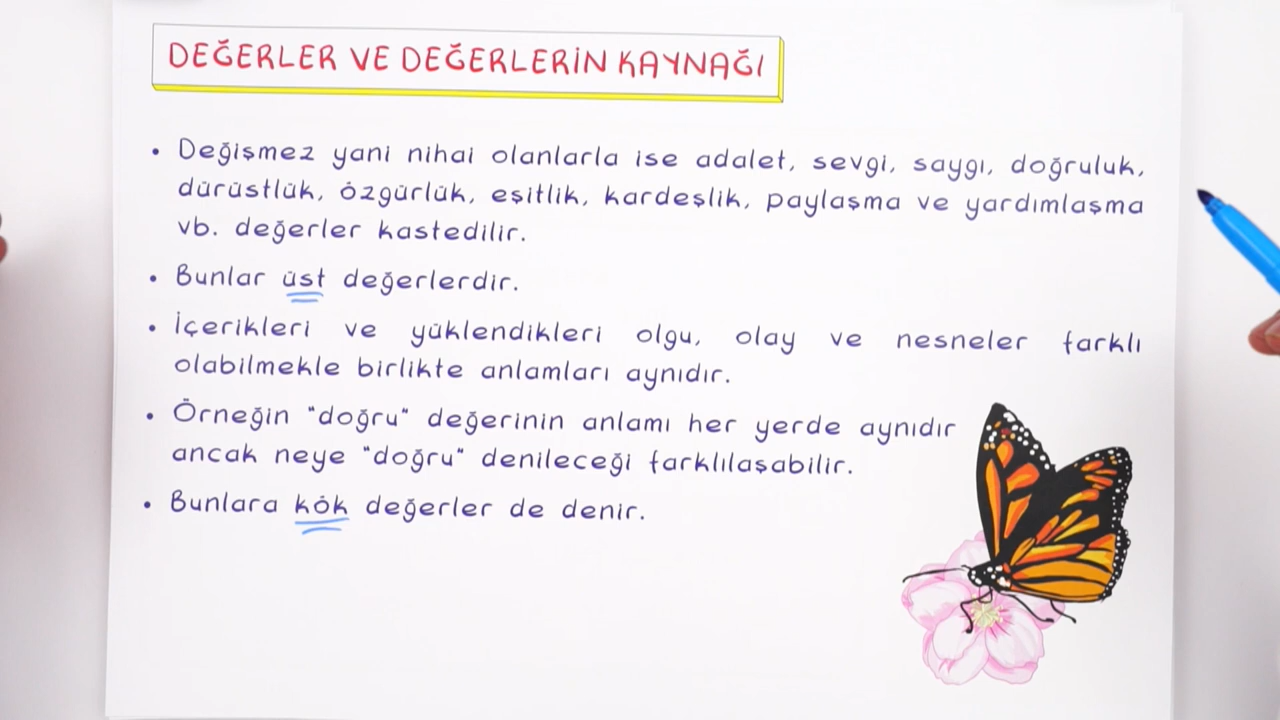 DEĞERLER VE DEĞERLERİN KAYNAĞI
• Değişmez yani nihai olanlarla ise adalet, sevgi, saygı, doğruluk,
dürüstlük, özgürlük, eşitlik, kardeşlik, paylaşma ve yardımlaşma
vb. değerler kastedilir.
• Bunlar üst değerlerdir.
• İçerikleri ve yüklendikleri olgu, olay ve nesneler farklı
olabilmekle birlikte anlamları aynıdır.
• Örneğin "doğru" değerinin anlamı her yerde aynıdır
ancak neye "doğru" denileceği farklılaşabilir.
• Bunlara kök değerler de denir.